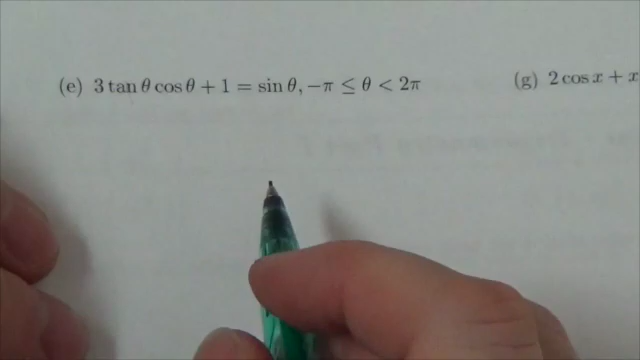 (e) 3 tan θ cos θ + 1 = sin θ, −π ≤ θ < 2π
(g) 2 cos x + x